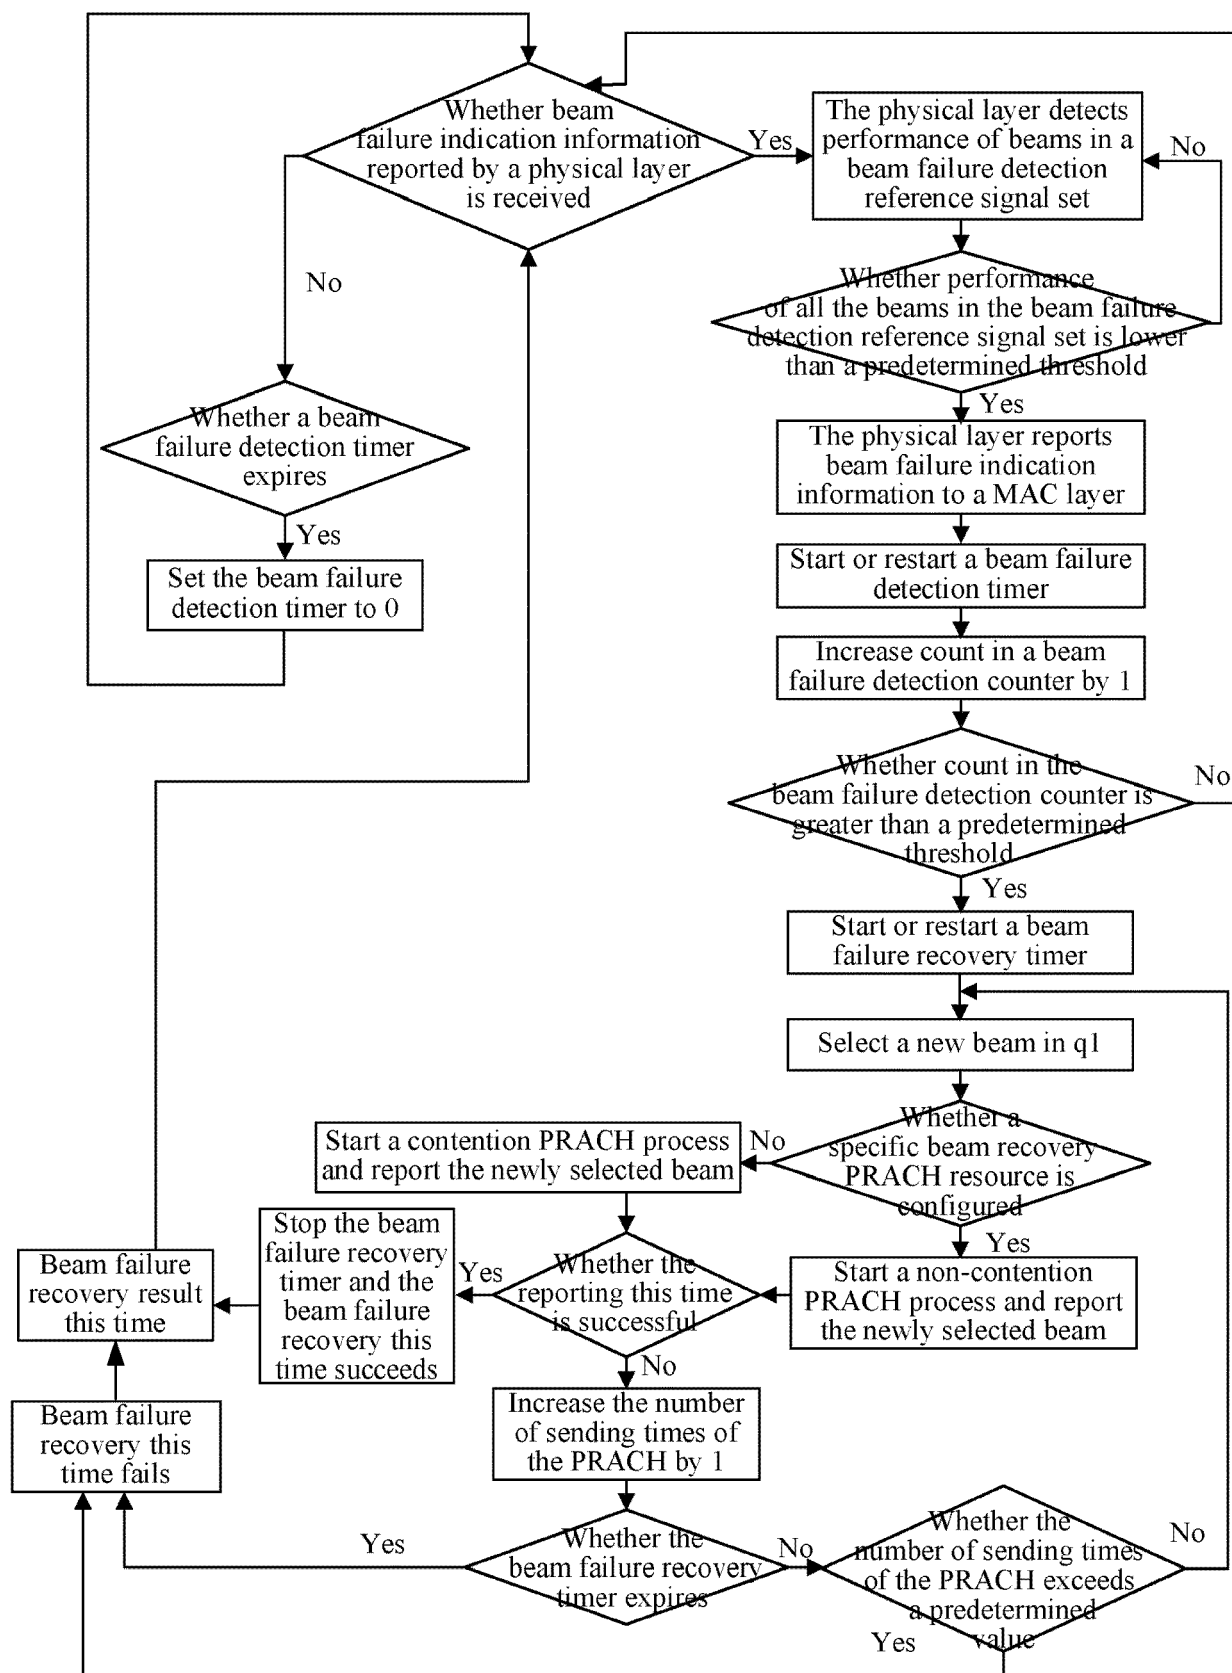 Whether beam
failure indication information
reported by a physical layer
is received
Yes
The physical layer detects
performance of beams in a
beam failure detection
reference signal set
No
No
Whether performance
of all the beams in the beam failure
detection reference signal set is lower
than a predetermined threshold
Yes
Whether a beam
failure detection timer
expires
Yes
Set the beam failure
detection timer to 0
The physical layer reports
beam failure indication
information to a MAC layer
Start or restart a beam failure
detection timer
Increase count in a beam
failure detection counter by 1
Whether count in the
beam failure detection counter is
greater than a predetermined
threshold
No
Yes
Start or restart a beam
failure recovery timer
Select a new beam in q1
Whether a
specific beam recovery
PRACH resource is
configured
No
Start a contention PRACH process
and report the newly selected beam
Yes
Start a non-contention
PRACH process and report
the newly selected beam
Whether the
reporting this time
is successful
Yes
Stop the beam
failure recovery
timer and the
beam failure
recovery this
time succeeds
Beam failure
recovery result
this time
No
Increase the number
of sending times of
the PRACH by 1
Beam failure
recovery this
time fails
Whether the
beam failure recovery
timer expires
Yes
No
Whether the
number of sending times
of the PRACH exceeds
a predetermined
value
No
Yes